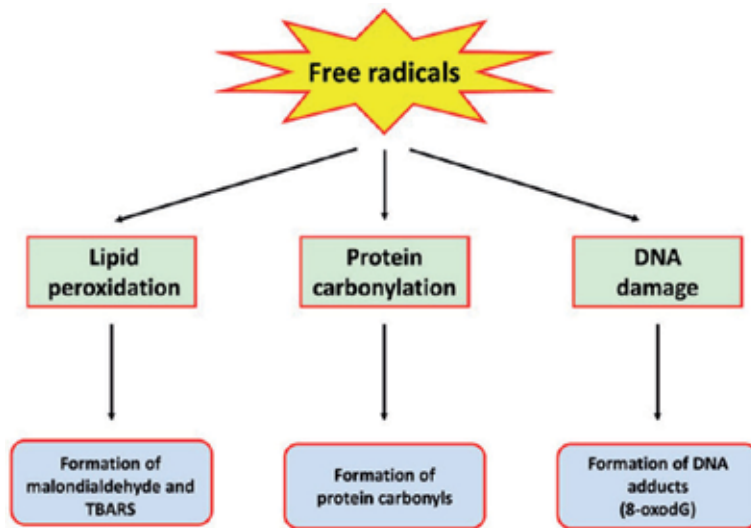 Free radicals
Lipid
peroxidation
Protein
carbonylation
DNA
damage
Formation of
malondialdehyde and
TBARS
Formation of
protein carbonyls
Formation of DNA
adducts
(8-oxodG)